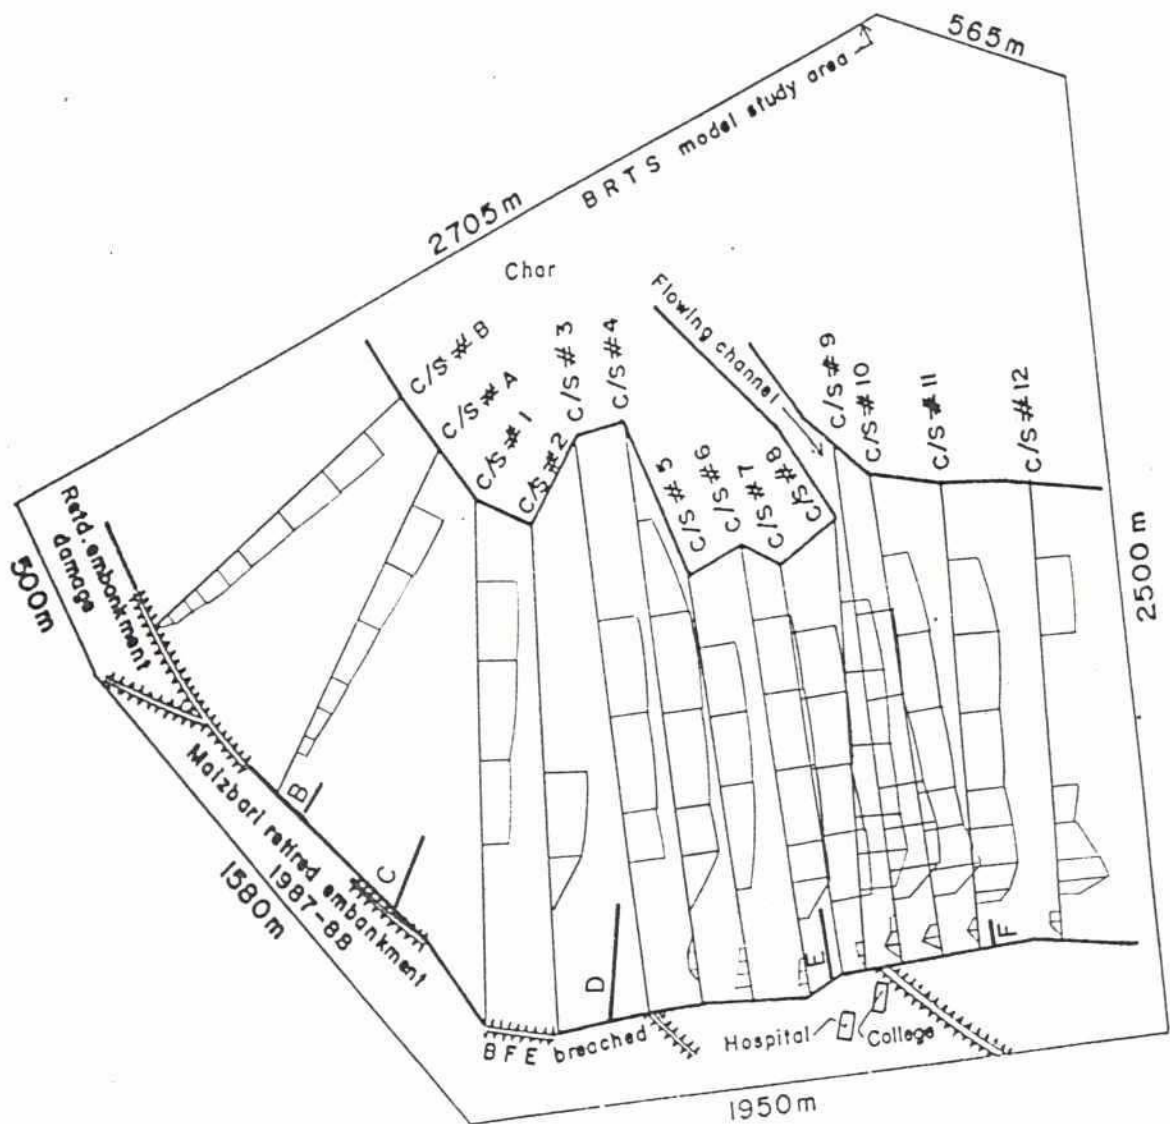 565m
BRTS model study area
2705m
Char
Flowing channel
C/S # B
C/S # A
C/S # 1
C/S # 2
C/S # 3
C/S # 4
C/S # 5
C/S # 6
C/S # 7
C/S # 8
C/S # 9
C/S # 10
C/S # 11
C/S # 12
Retd. embankment
damage
500m
2500m
B
Maizbari retired embankment
1987-88
1580m
C
D
E
F
BFE breached
Hospital
College
1950m